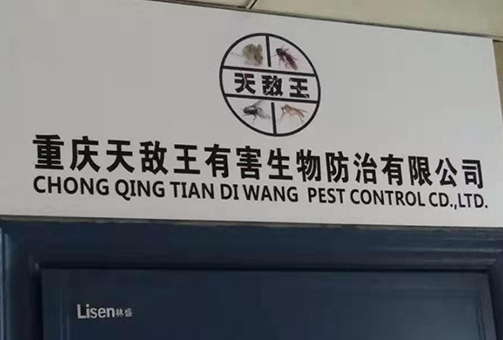 天敌王
重庆天敌王有害生物防治有限公司
CHONG QING TIAN DI WANG PEST CONTROL CD.,LTD.
Lisen林盛